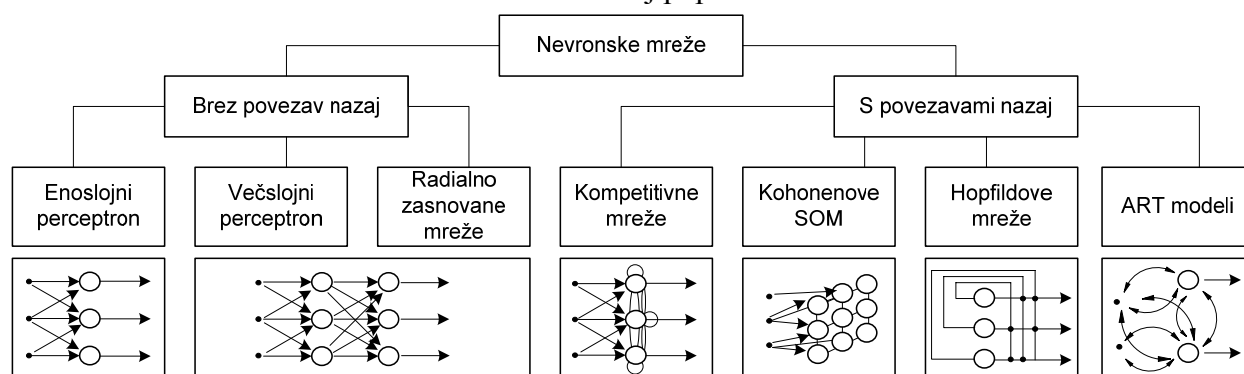 Nevronske mreže
Brez povezav nazaj
S povezavami nazaj
Enoslojni
perceptron
Večslojni
perceptron
Radialno
zasnovane
mreže
Kompetitivne
mreže
Kohonenove
SOM
Hopfildove
mreže
ART modeli